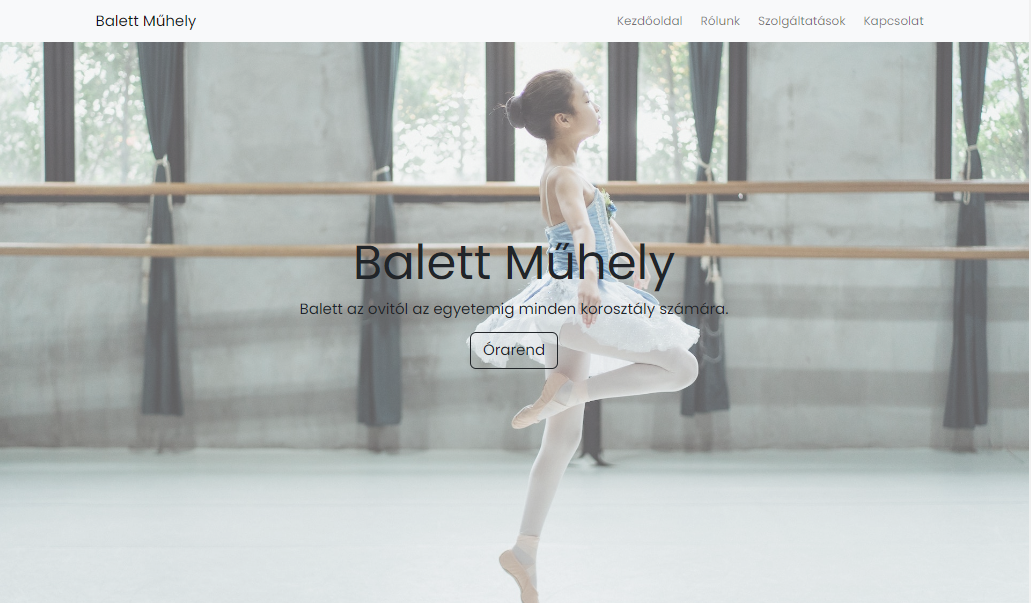 Balett Műhely
Kezdőoldal Rólunk Szolgáltatások Kapcsolat
Balett Műhely
Balett az ovitól az egyetemig minden korosztály számára.
Órarend